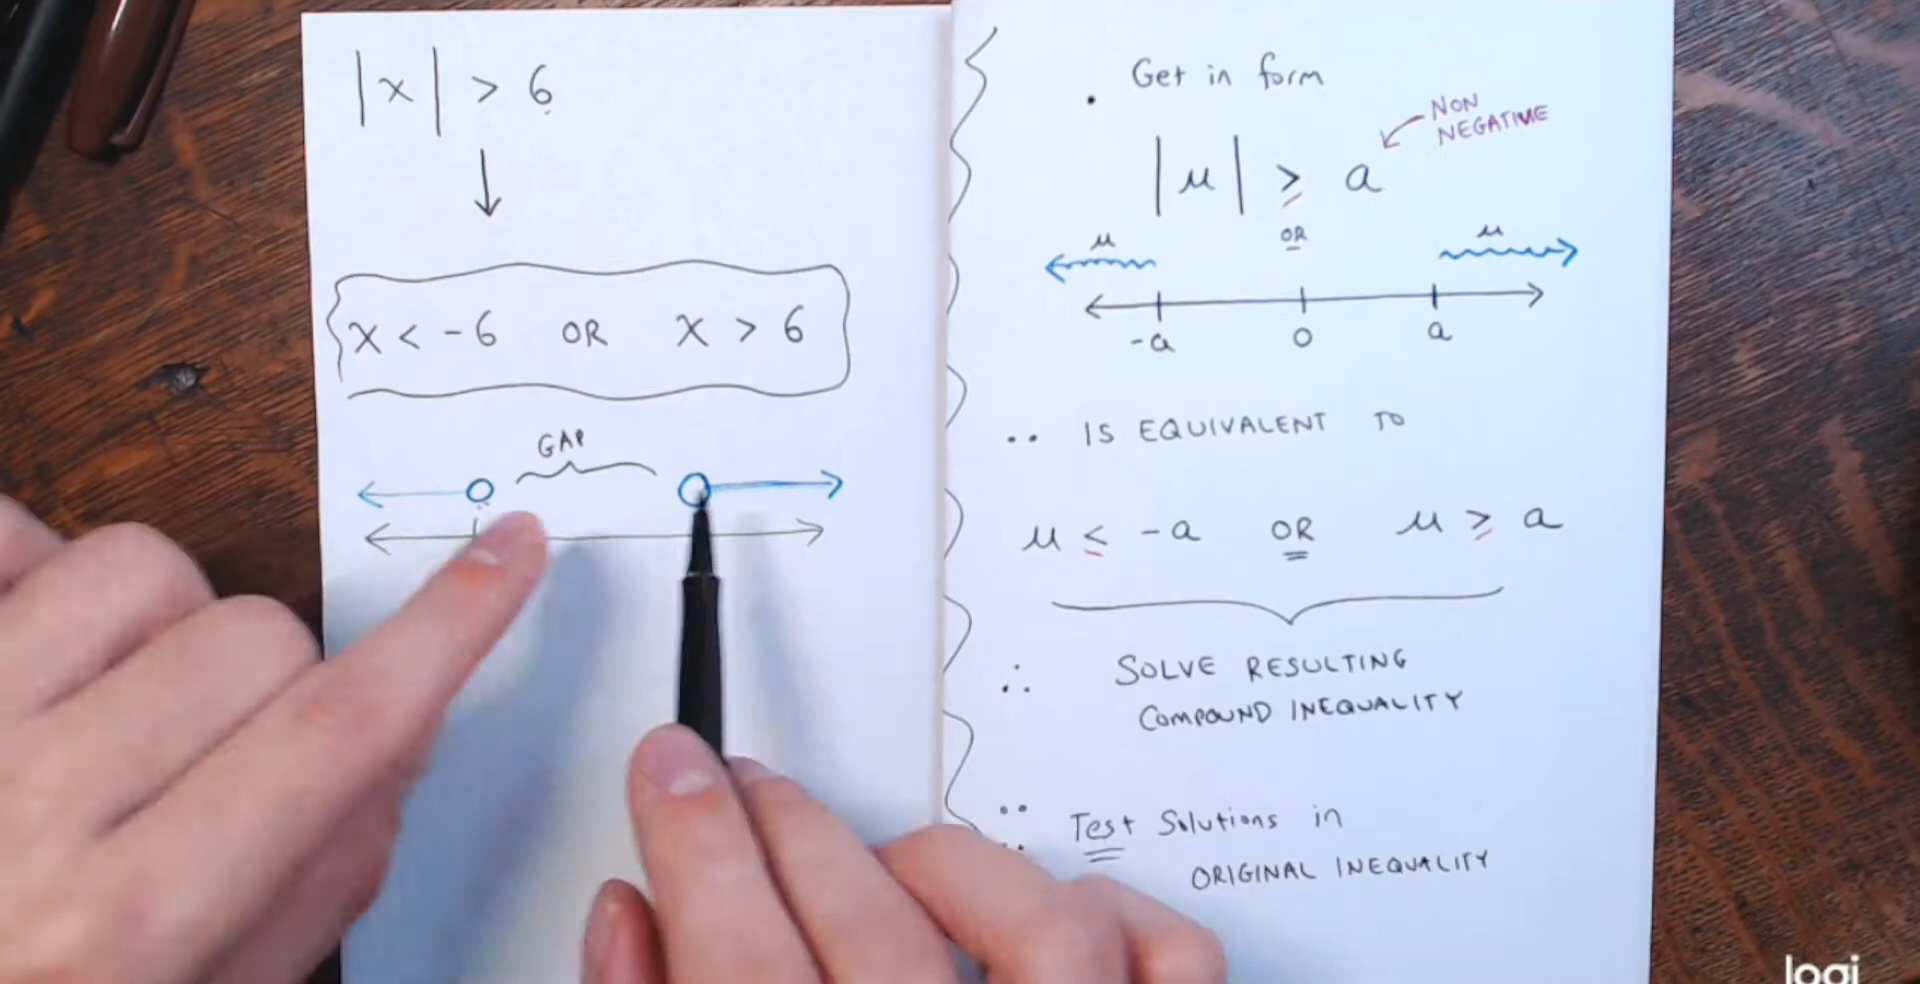 |x| > 6
x < -6 OR x > 6
GAP
Get in form
NON
NEGATIVE
|u| ≥ a
u OR u
-a 0 a
IS EQUIVALENT TO
u ≤ -a OR u ≥ a
SOLVE RESULTING
COMPOUND INEQUALITY
Test Solutions in
ORIGINAL INEQUALITY
logi